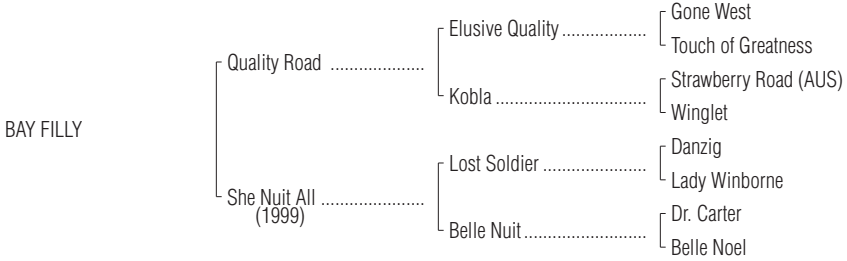 Gone West
Elusive Quality ..................
Touch of Greatness
Quality Road ....................
Strawberry Road (AUS)
Kobla ................................
Winglet
BAY FILLY
Danzig
Lost Soldier ......................
Lady Winborne
She Nuit All ......................
(1999)
Dr. Carter
Belle Nuit ..........................
Belle Noel